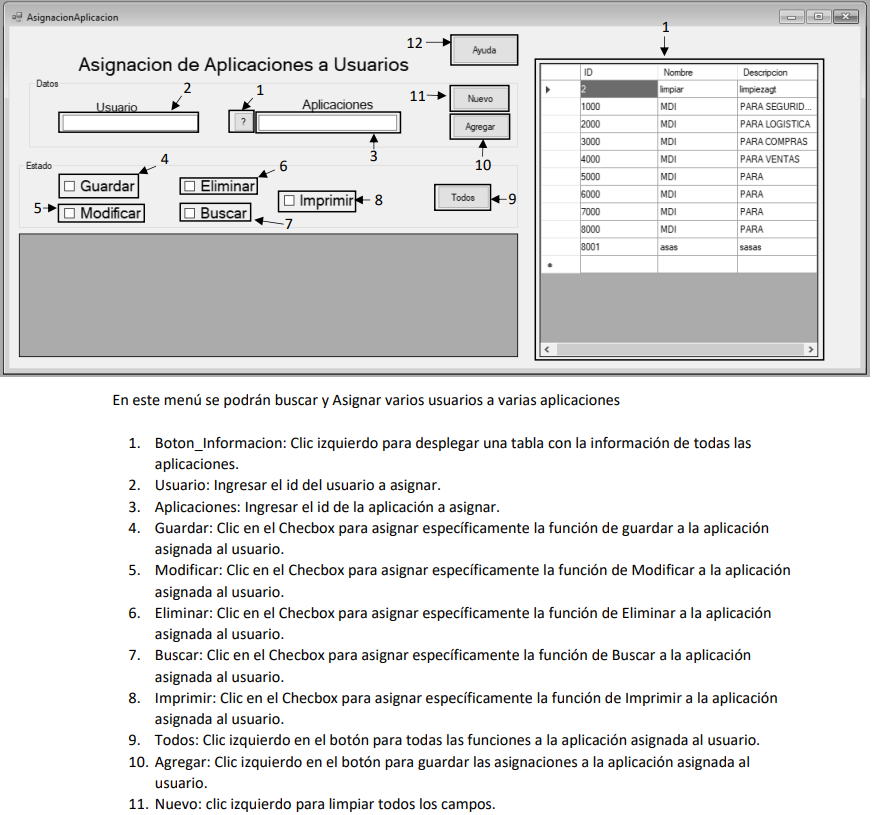 AsignacionAplicacion
12
Ayuda
1
Asignacion de Aplicaciones a Usuarios
Datos
2
Usuario
1
?
Aplicaciones
3
11
Nuevo
Agregar
10
Estado
4
Guardar
5
Modificar
6
Eliminar
Buscar
7
Imprimir
8
Todos
9
ID Nombre Descripcion
2 limpiar limpiezagt
1000 MDI PARA SEGURID...
2000 MDI PARA LOGISTICA
3000 MDI PARA COMPRAS
4000 MDI PARA VENTAS
5000 MDI PARA
6000 MDI PARA
7000 MDI PARA
8000 MDI PARA
8001 asas sasas
En este menú se podrán buscar y Asignar varios usuarios a varias aplicaciones
1. Boton_Informacion: Clic izquierdo para desplegar una tabla con la información de todas las
aplicaciones.
2. Usuario: Ingresar el id del usuario a asignar.
3. Aplicaciones: Ingresar el id de la aplicación a asignar.
4. Guardar: Clic en el Checbox para asignar específicamente la función de guardar a la aplicación
asignada al usuario.
5. Modificar: Clic en el Checbox para asignar específicamente la función de Modificar a la aplicación
asignada al usuario.
6. Eliminar: Clic en el Checbox para asignar específicamente la función de Eliminar a la aplicación
asignada al usuario.
7. Buscar: Clic en el Checbox para asignar específicamente la función de Buscar a la aplicación
asignada al usuario.
8. Imprimir: Clic en el Checbox para asignar específicamente la función de Imprimir a la aplicación
asignada al usuario.
9. Todos: Clic izquierdo en el botón para todas las funciones a la aplicación asignada al usuario.
10. Agregar: Clic izquierdo en el botón para guardar las asignaciones a la aplicación asignada al
usuario.
11. Nuevo: clic izquierdo para limpiar todos los campos.